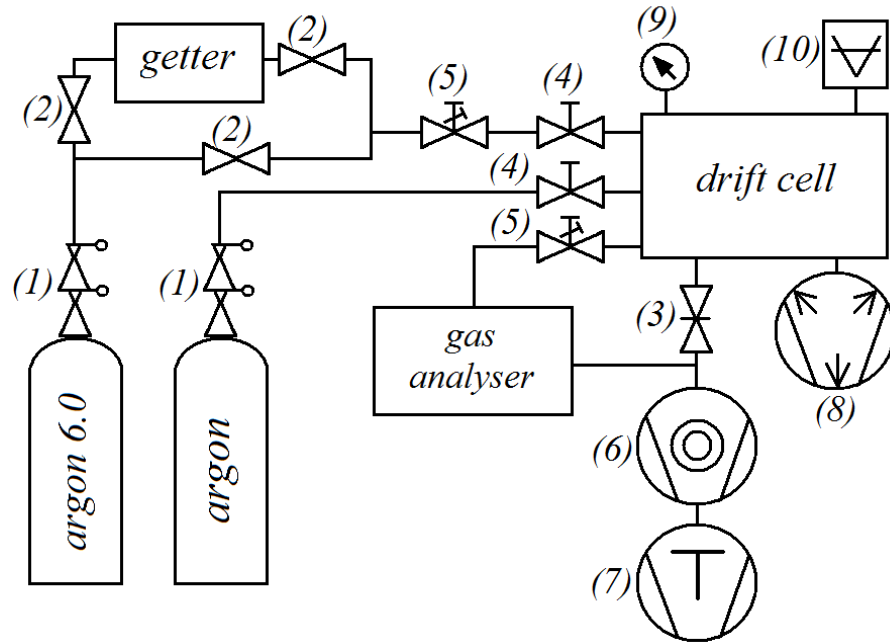 (9)
(10)
(2)
getter
(5)
(4)
(2)
(2)
drift cell
(4)
(5)
(1)
(1)
(3)
gas
analyser
(8)
argon 6.0
argon
(6)
(7)